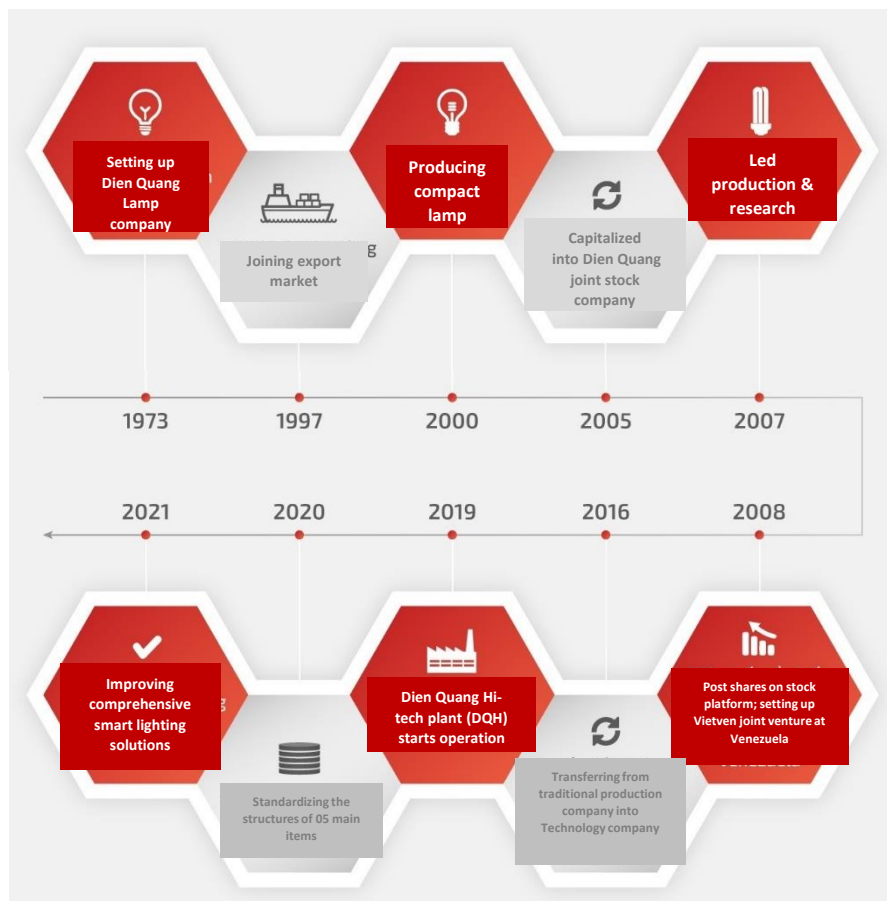 Setting up
Dien Quang
Lamp
company
Joining export
market
Producing
compact
lamp
Capitalized
into Dien Quang
joint stock
company
Led
production &
research
1973
1997
2000
2005
2007
2021
2020
2019
2016
2008
Improving
comprehensive
smart lighting
solutions
Standardizing the
structures of 05 main
items
Dien Quang Hi-
tech plant (DQH)
starts operation
Transferring from
traditional production
company into
Technology company
Post shares on stock
platform; setting up
Vietven joint venture at
Venezuela